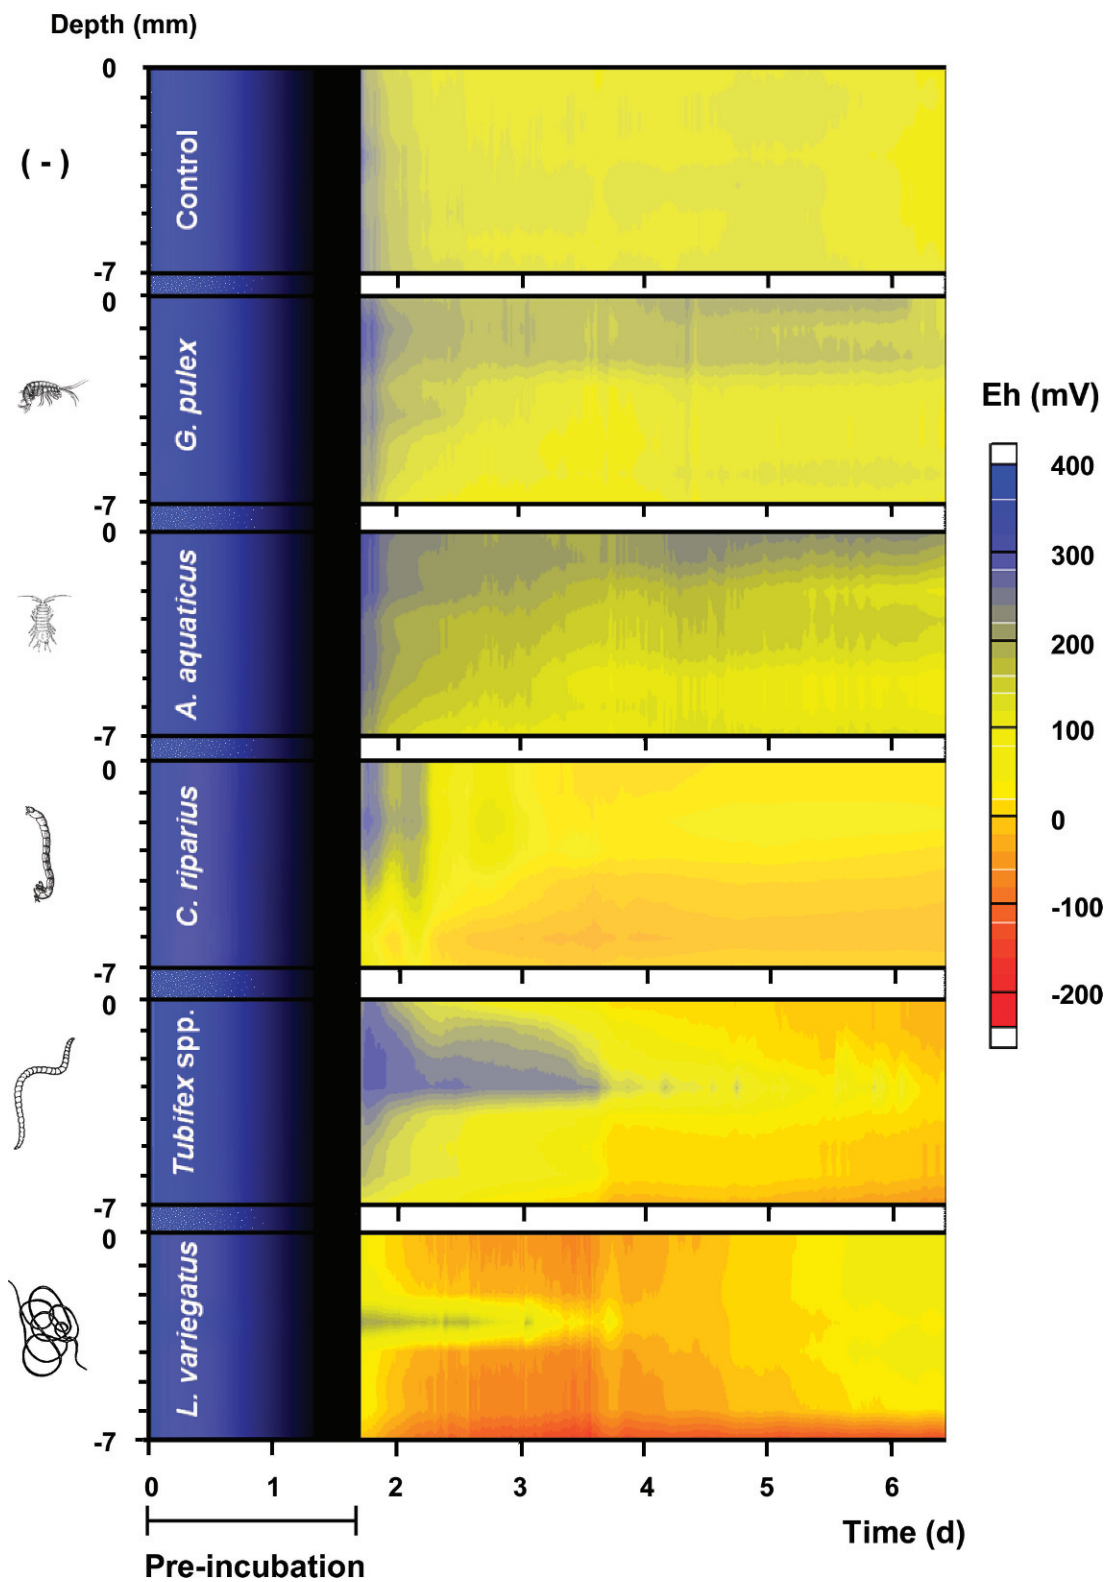 Depth (mm)
0
Control
( - )
-7
0
G. pulex
-7
0
A. aquaticus
-7
0
C. riparius
-7
0
Tubifex spp.
-7
0
L. variegatus
-7
0 1 2 3 4 5 6
Time (d)
Pre-incubation
Eh (mV)
400
300
200
100
0
-100
-200